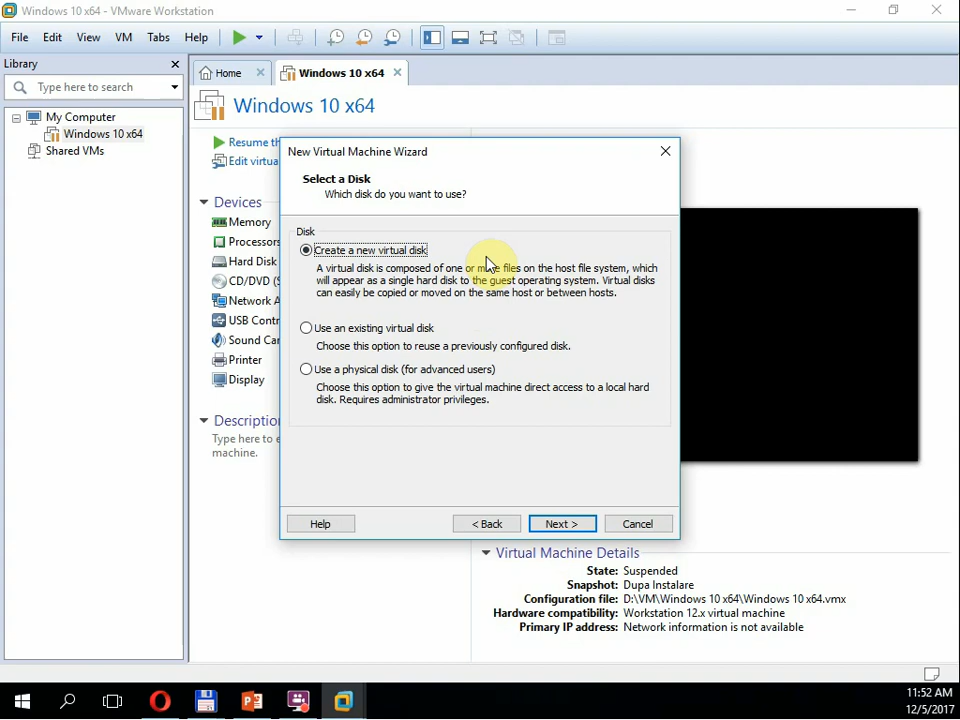 Windows 10 x64 - VMware Workstation
File Edit View VM Tabs Help
Library
Type here to search
My Computer
Windows 10 x64
Shared VMs
Home
Windows 10 x64
Windows 10 x64
Resume th
Edit virtua
Devices
Memory
Processors
Hard Disk
CD/DVD (
Network A
USB Contr
Sound Car
Printer
Display
Description
Type here to e
machine.
New Virtual Machine Wizard
Select a Disk
Which disk do you want to use?
Disk
Create a new virtual disk
A virtual disk is composed of one or more files on the host file system, which
will appear as a single hard disk to the guest operating system. Virtual disks
can easily be copied or moved on the same host or between hosts.
Use an existing virtual disk
Choose this option to reuse a previously configured disk.
Use a physical disk (for advanced users)
Choose this option to give the virtual machine direct access to a local hard
disk. Requires administrator privileges.
Help
< Back
Next >
Cancel
Virtual Machine Details
State: Suspended
Snapshot: Dupa Instalare
Configuration file: D:\VM\Windows 10 x64\Windows 10 x64.vmx
Hardware compatibility: Workstation 12.x virtual machine
Primary IP address: Network information is not available
11:52 AM
12/5/2017